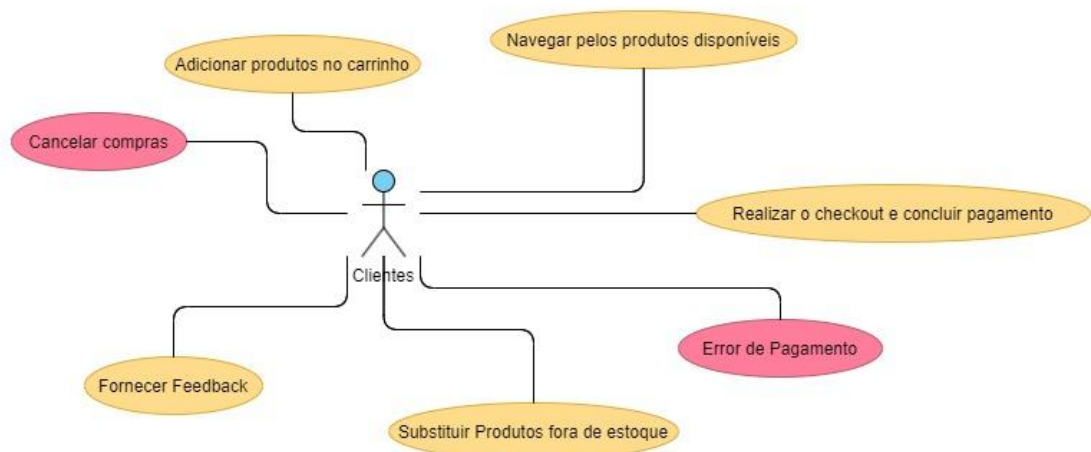 Navegar pelos produtos disponíveis
Adicionar produtos no carrinho
Cancelar compras
Realizar o checkout e concluir pagamento
Clientes
Error de Pagamento
Fornecer Feedback
Substituir Produtos fora de estoque